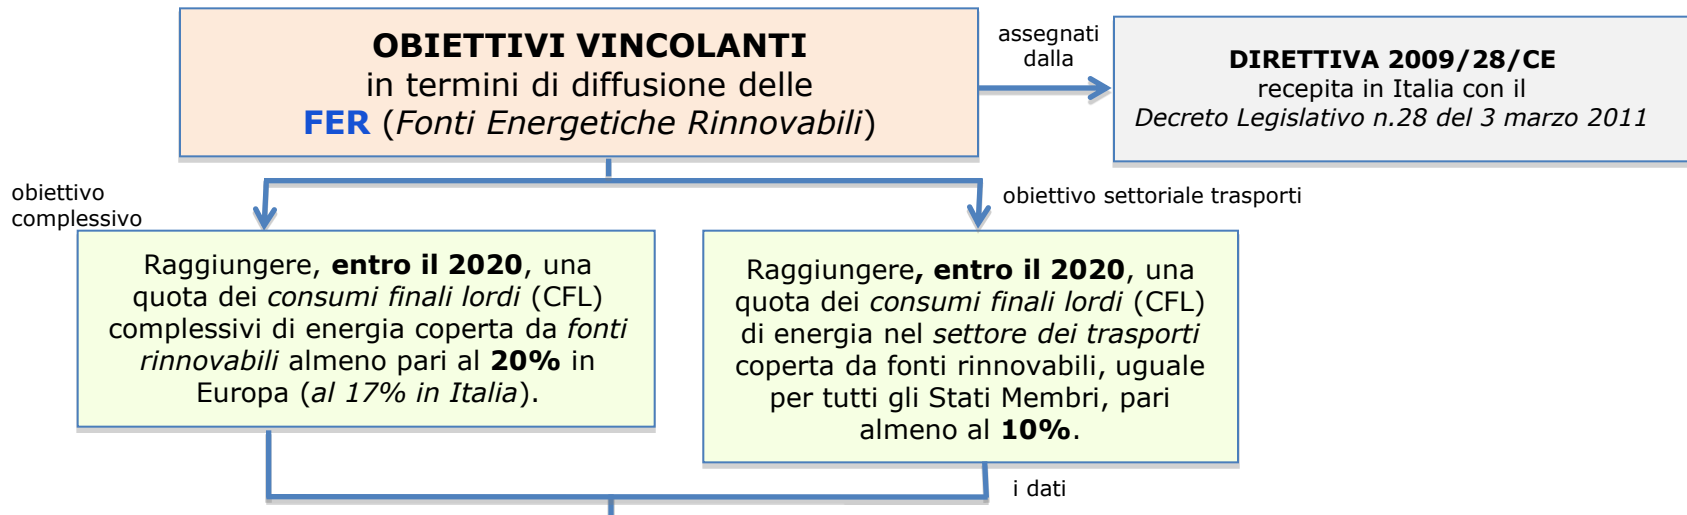 OBIETTIVI VINCOLANTI
in termini di diffusione delle
FER (Fonti Energetiche Rinnovabili)
assegnati
dalla
DIRETTIVA 2009/28/CE
recepita in Italia con il
Decreto Legislativo n.28 del 3 marzo 2011
obiettivo
complessivo
obiettivo settoriale trasporti
Raggiungere, entro il 2020, una
quota dei consumi finali lordi (CFL)
complessivi di energia coperta da fonti
rinnovabili almeno pari al 20% in
Europa (al 17% in Italia).
Raggiungere, entro il 2020, una
quota dei consumi finali lordi (CFL)
di energia nel settore dei trasporti
coperta da fonti rinnovabili, uguale
per tutti gli Stati Membri, pari
almeno al 10%.
i dati